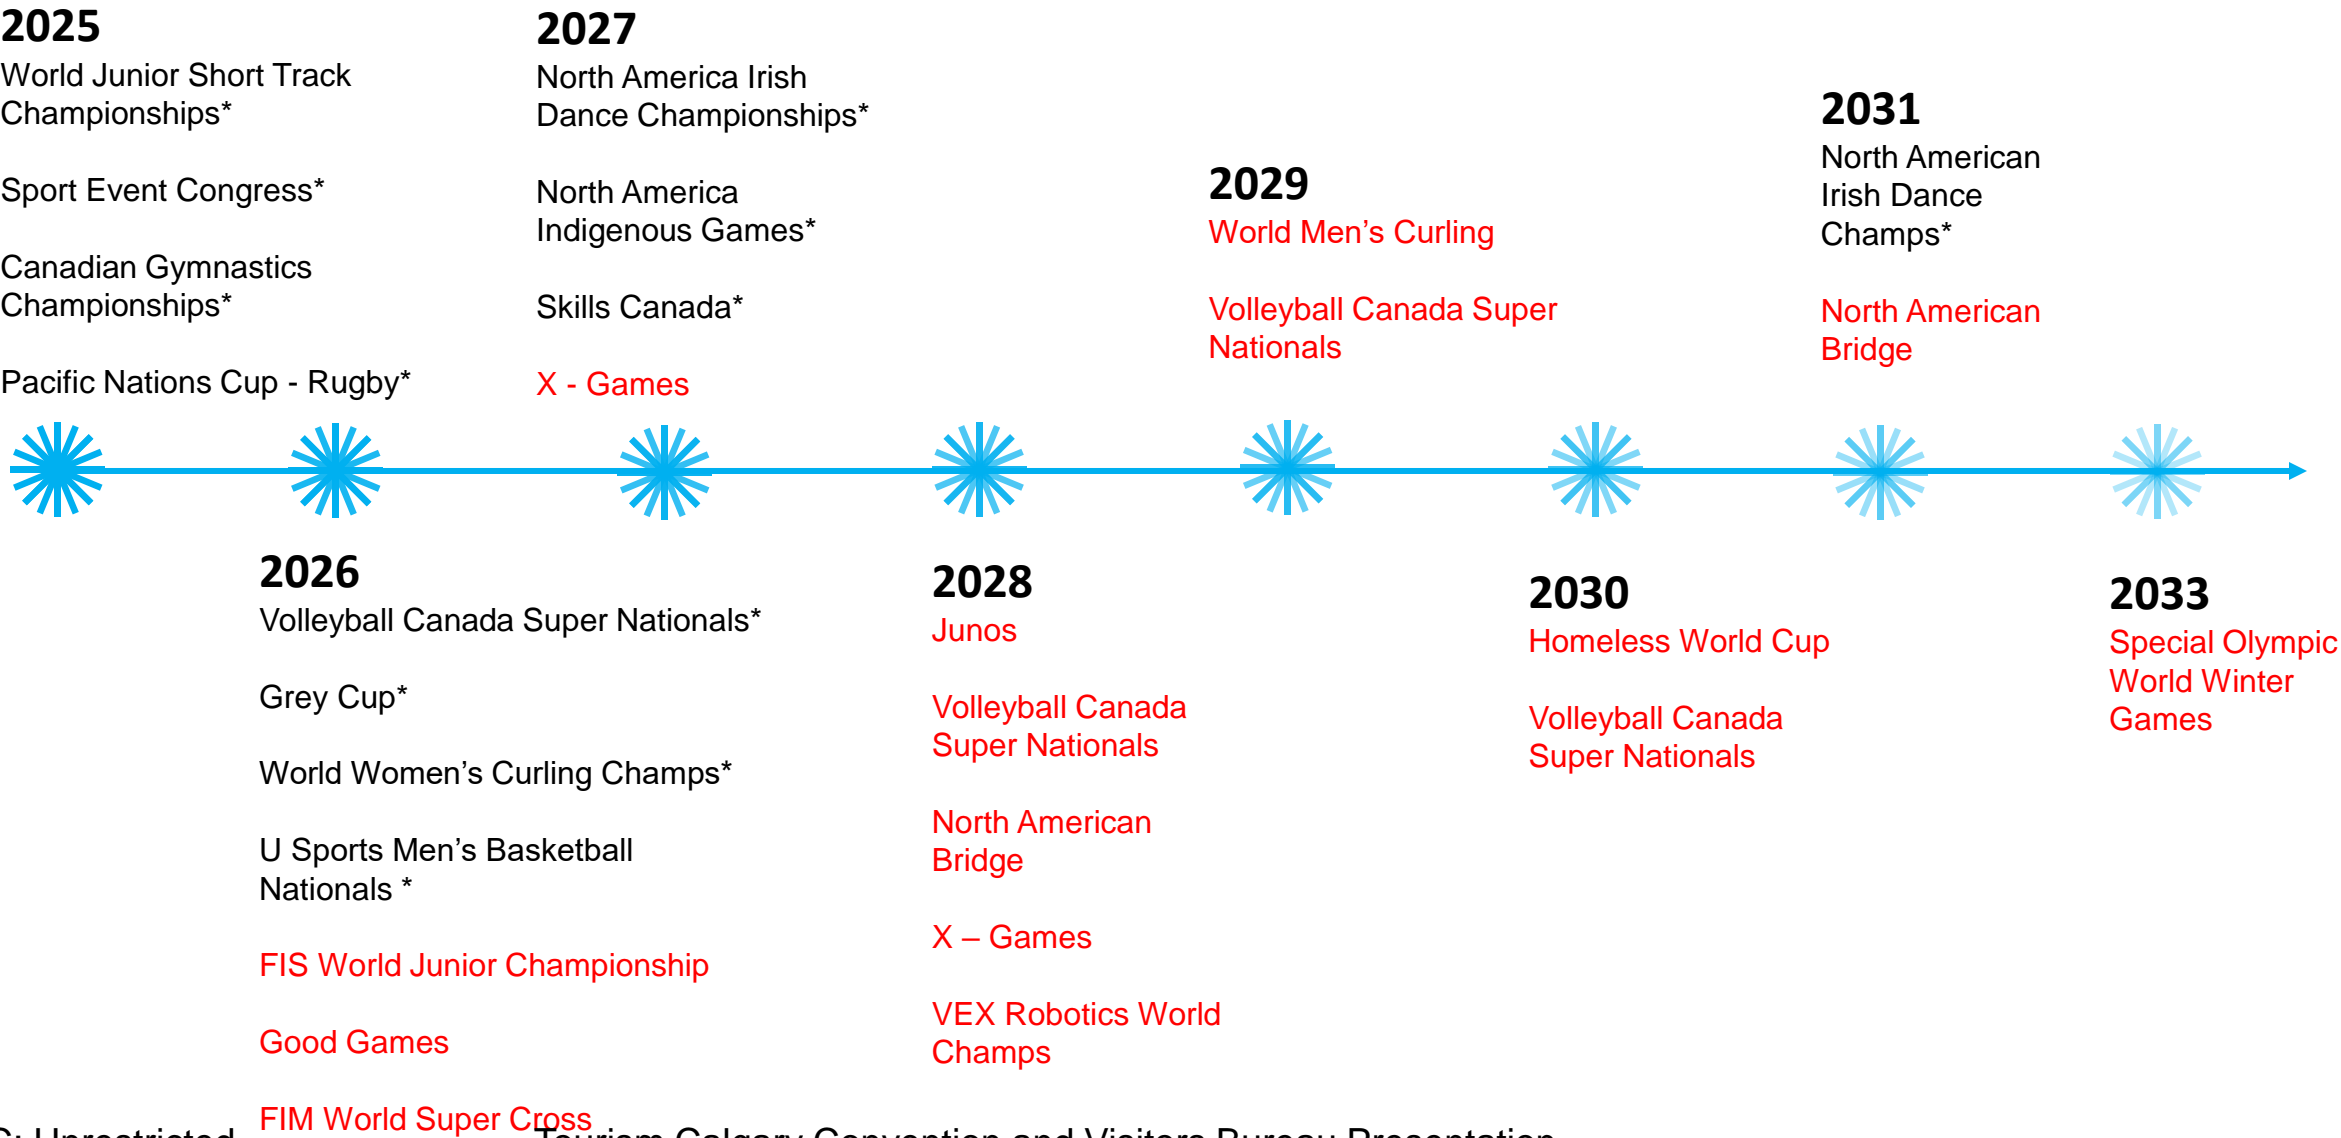 2025
World Junior Short Track
Championships*
Sport Event Congress*
Canadian Gymnastics
Championships*
Pacific Nations Cup - Rugby*
2027
North America Irish
Dance Championships*
North America
Indigenous Games*
Skills Canada*
X - Games
2029
World Men’s Curling
Volleyball Canada Super
Nationals
2031
North American
Irish Dance
Champs*
North American
Bridge
2026
Volleyball Canada Super Nationals*
Grey Cup*
World Women’s Curling Champs*
U Sports Men’s Basketball
Nationals *
FIS World Junior Championship
Good Games
FIM World Super Cross
2028
Junos
Volleyball Canada
Super Nationals
North American
Bridge
X – Games
VEX Robotics World
Champs
2030
Homeless World Cup
Volleyball Canada
Super Nationals
2033
Special Olympic
World Winter
Games
Unrestricted
Tourism Calgary Convention and Visitors Bureau Presentation